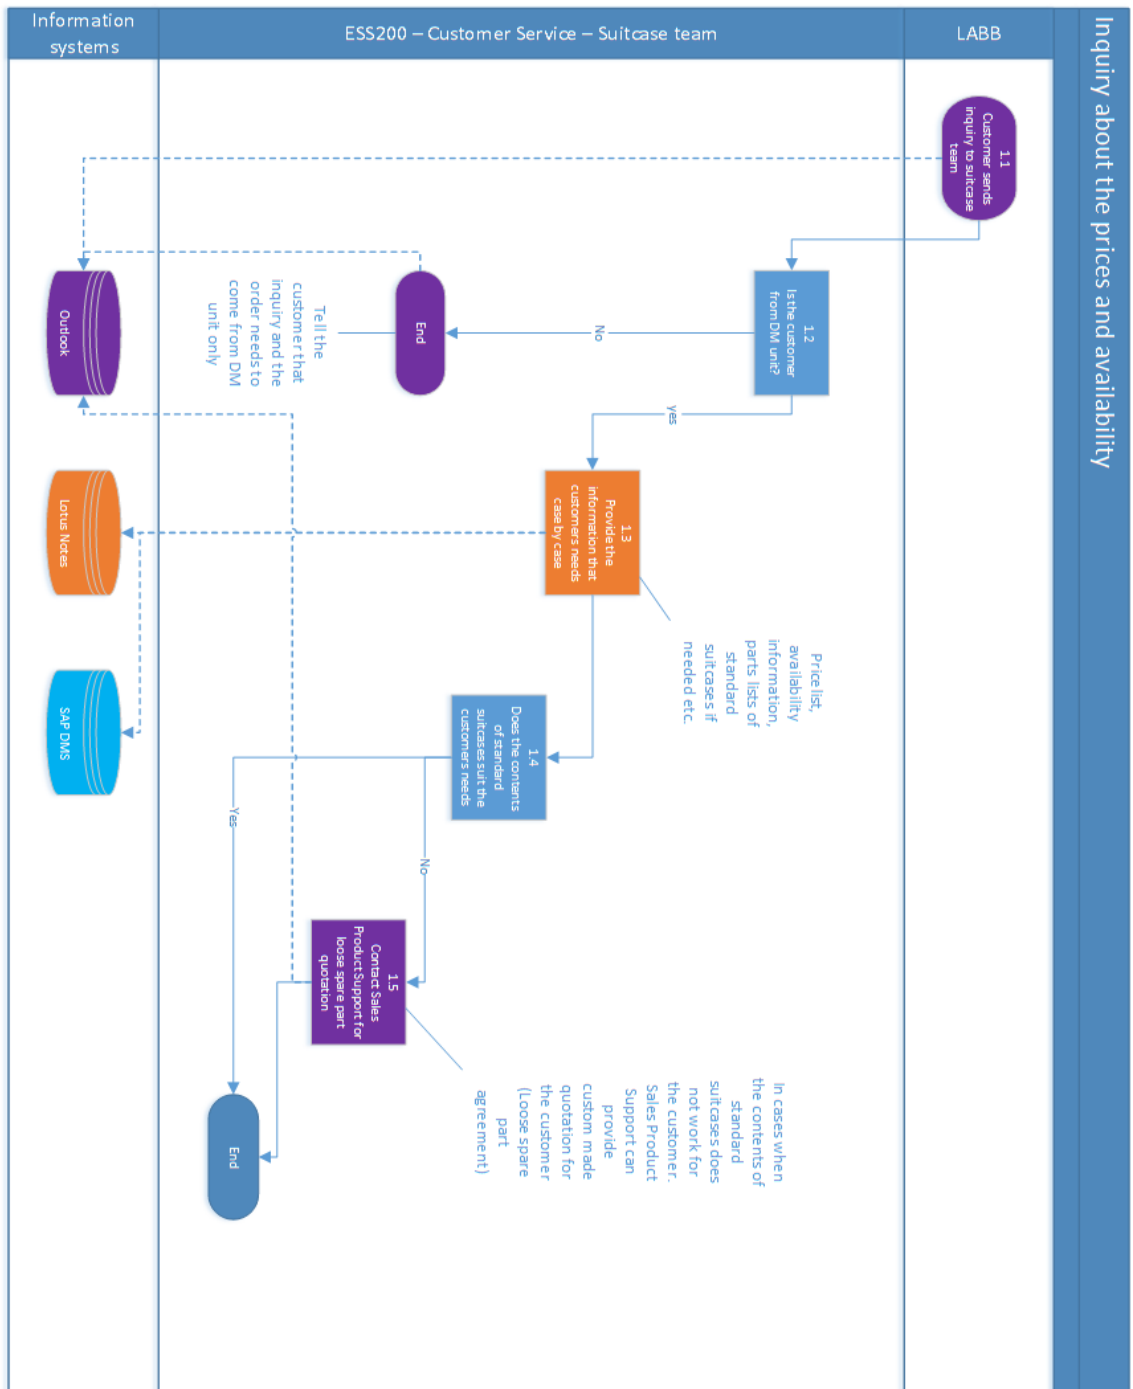 Inquiry about the prices and availability
LABB
ESS200 – Customer Service – Suitcase team
Information
systems
1.1
Customer sends
inquiry to suitcase
team
1.2
Is the customer
from DM unit?
No
yes
End
Tell the
customer that
inquiry and the
order needs to
come from DM
unit only
1.3
Provide the
information that
customers needs
case by case
Price list,
availability
information,
parts lists of
standard
suitcases if
needed etc.
1.4
Does the contents
of standard
suitcases suit the
customers needs
No
Yes
1.5
Contact Sales
Product Support for
loose spare part
quotation
In cases when
the contents of
standard
suitcases does
not work for
the customer.
Sales Product
Support can
provide
custom made
quotation for
the customer
(Loose spare
part
agreement)
End
Outlook
Lotus Notes
SAP DMS